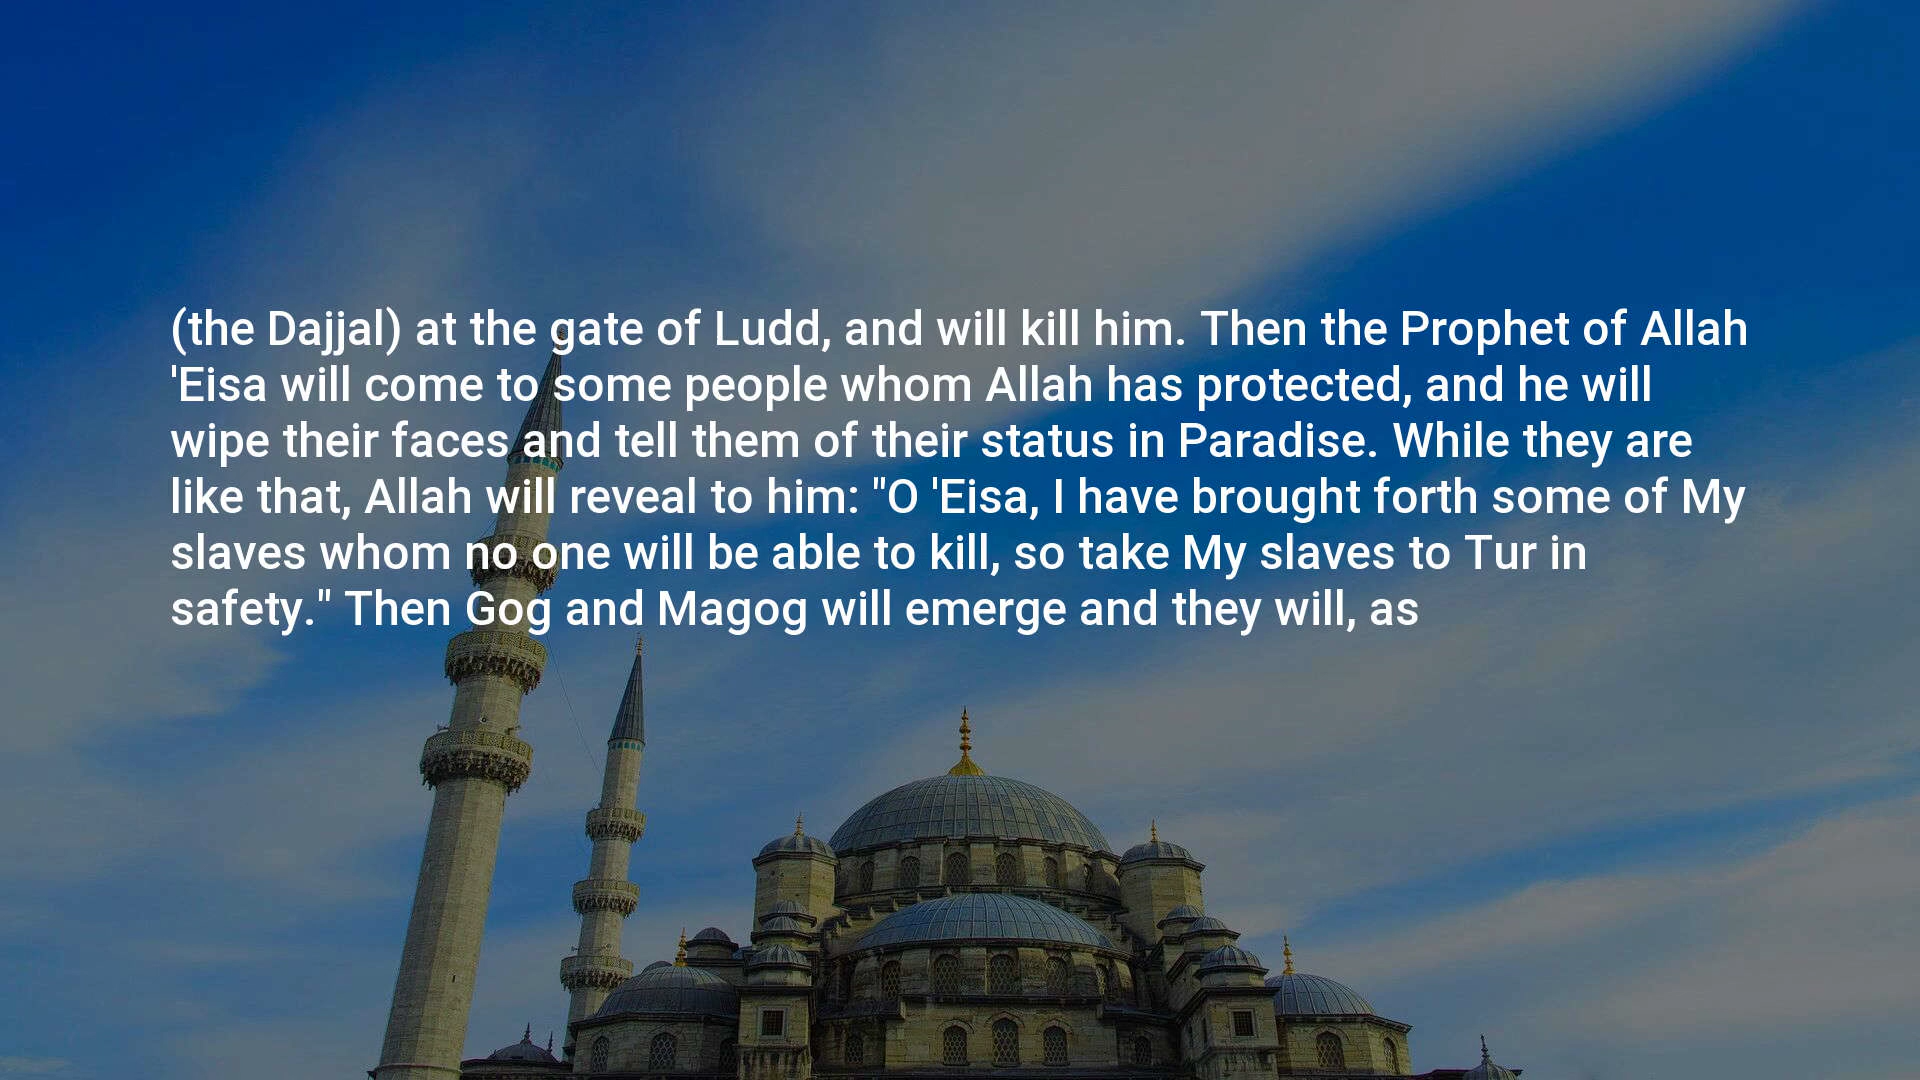 (the Dajjal) at the gate of Ludd, and will kill him. Then the Prophet of Allah
'Eisa will come to some people whom Allah has protected, and he will
wipe their faces and tell them of their status in Paradise. While they are
like that, Allah will reveal to him: "O 'Eisa, I have brought forth some of My
slaves whom no one will be able to kill, so take My slaves to Tur in
safety." Then Gog and Magog will emerge and they will, as